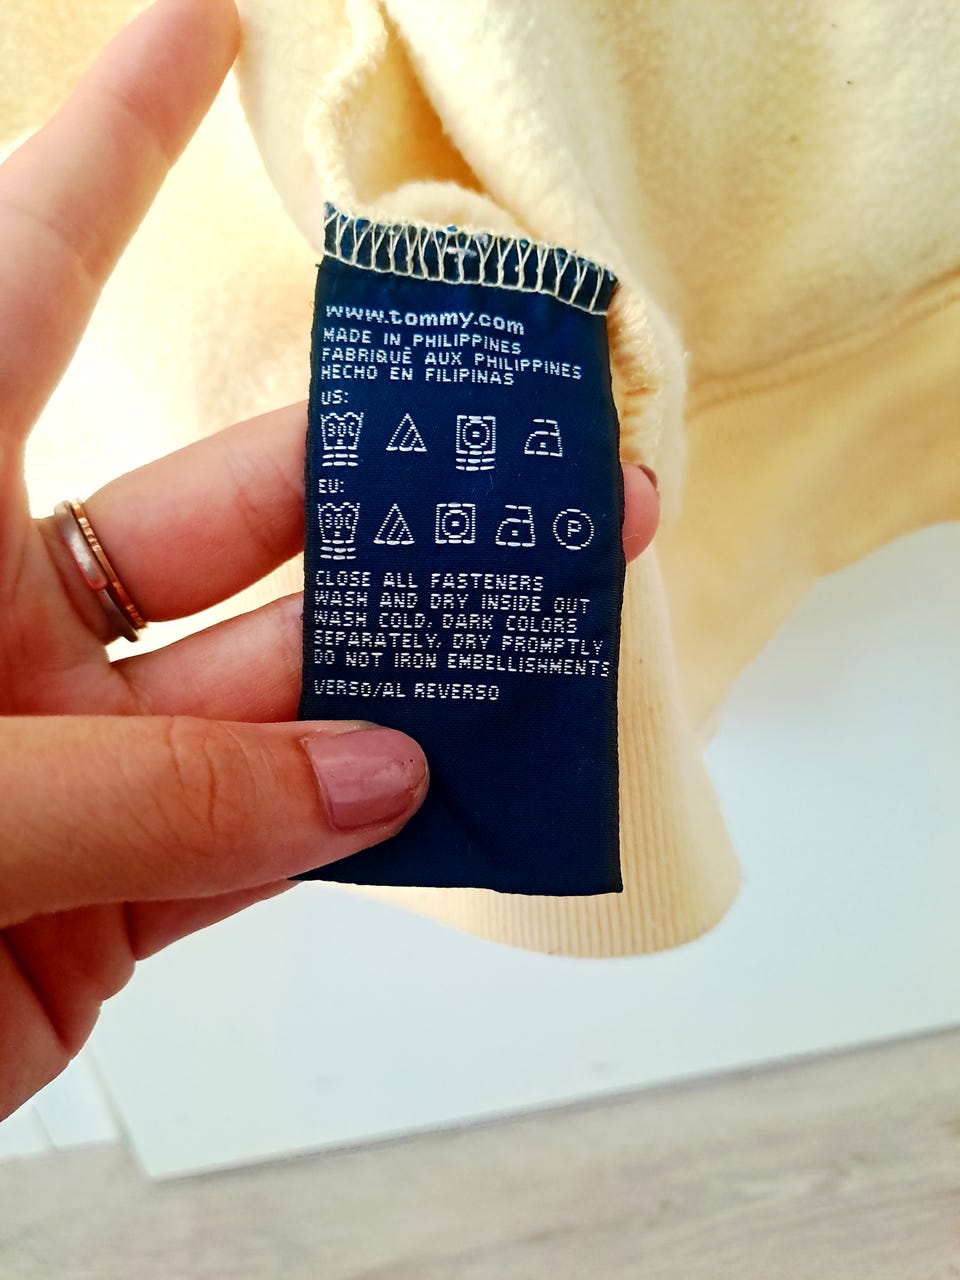 www.tommy.com
MADE IN PHILIPPINES
FABRIQUÉ AUX PHILIPPINES
HECHO EN FILIPINAS
US:
30C
EU:
30C P
CLOSE ALL FASTENERS
WASH AND DRY INSIDE OUT
WASH COLD, DARK COLORS
SEPARATELY, DRY PROMPTLY
DO NOT IRON EMBELLISHMENTS
VERSO/AL REVERSO